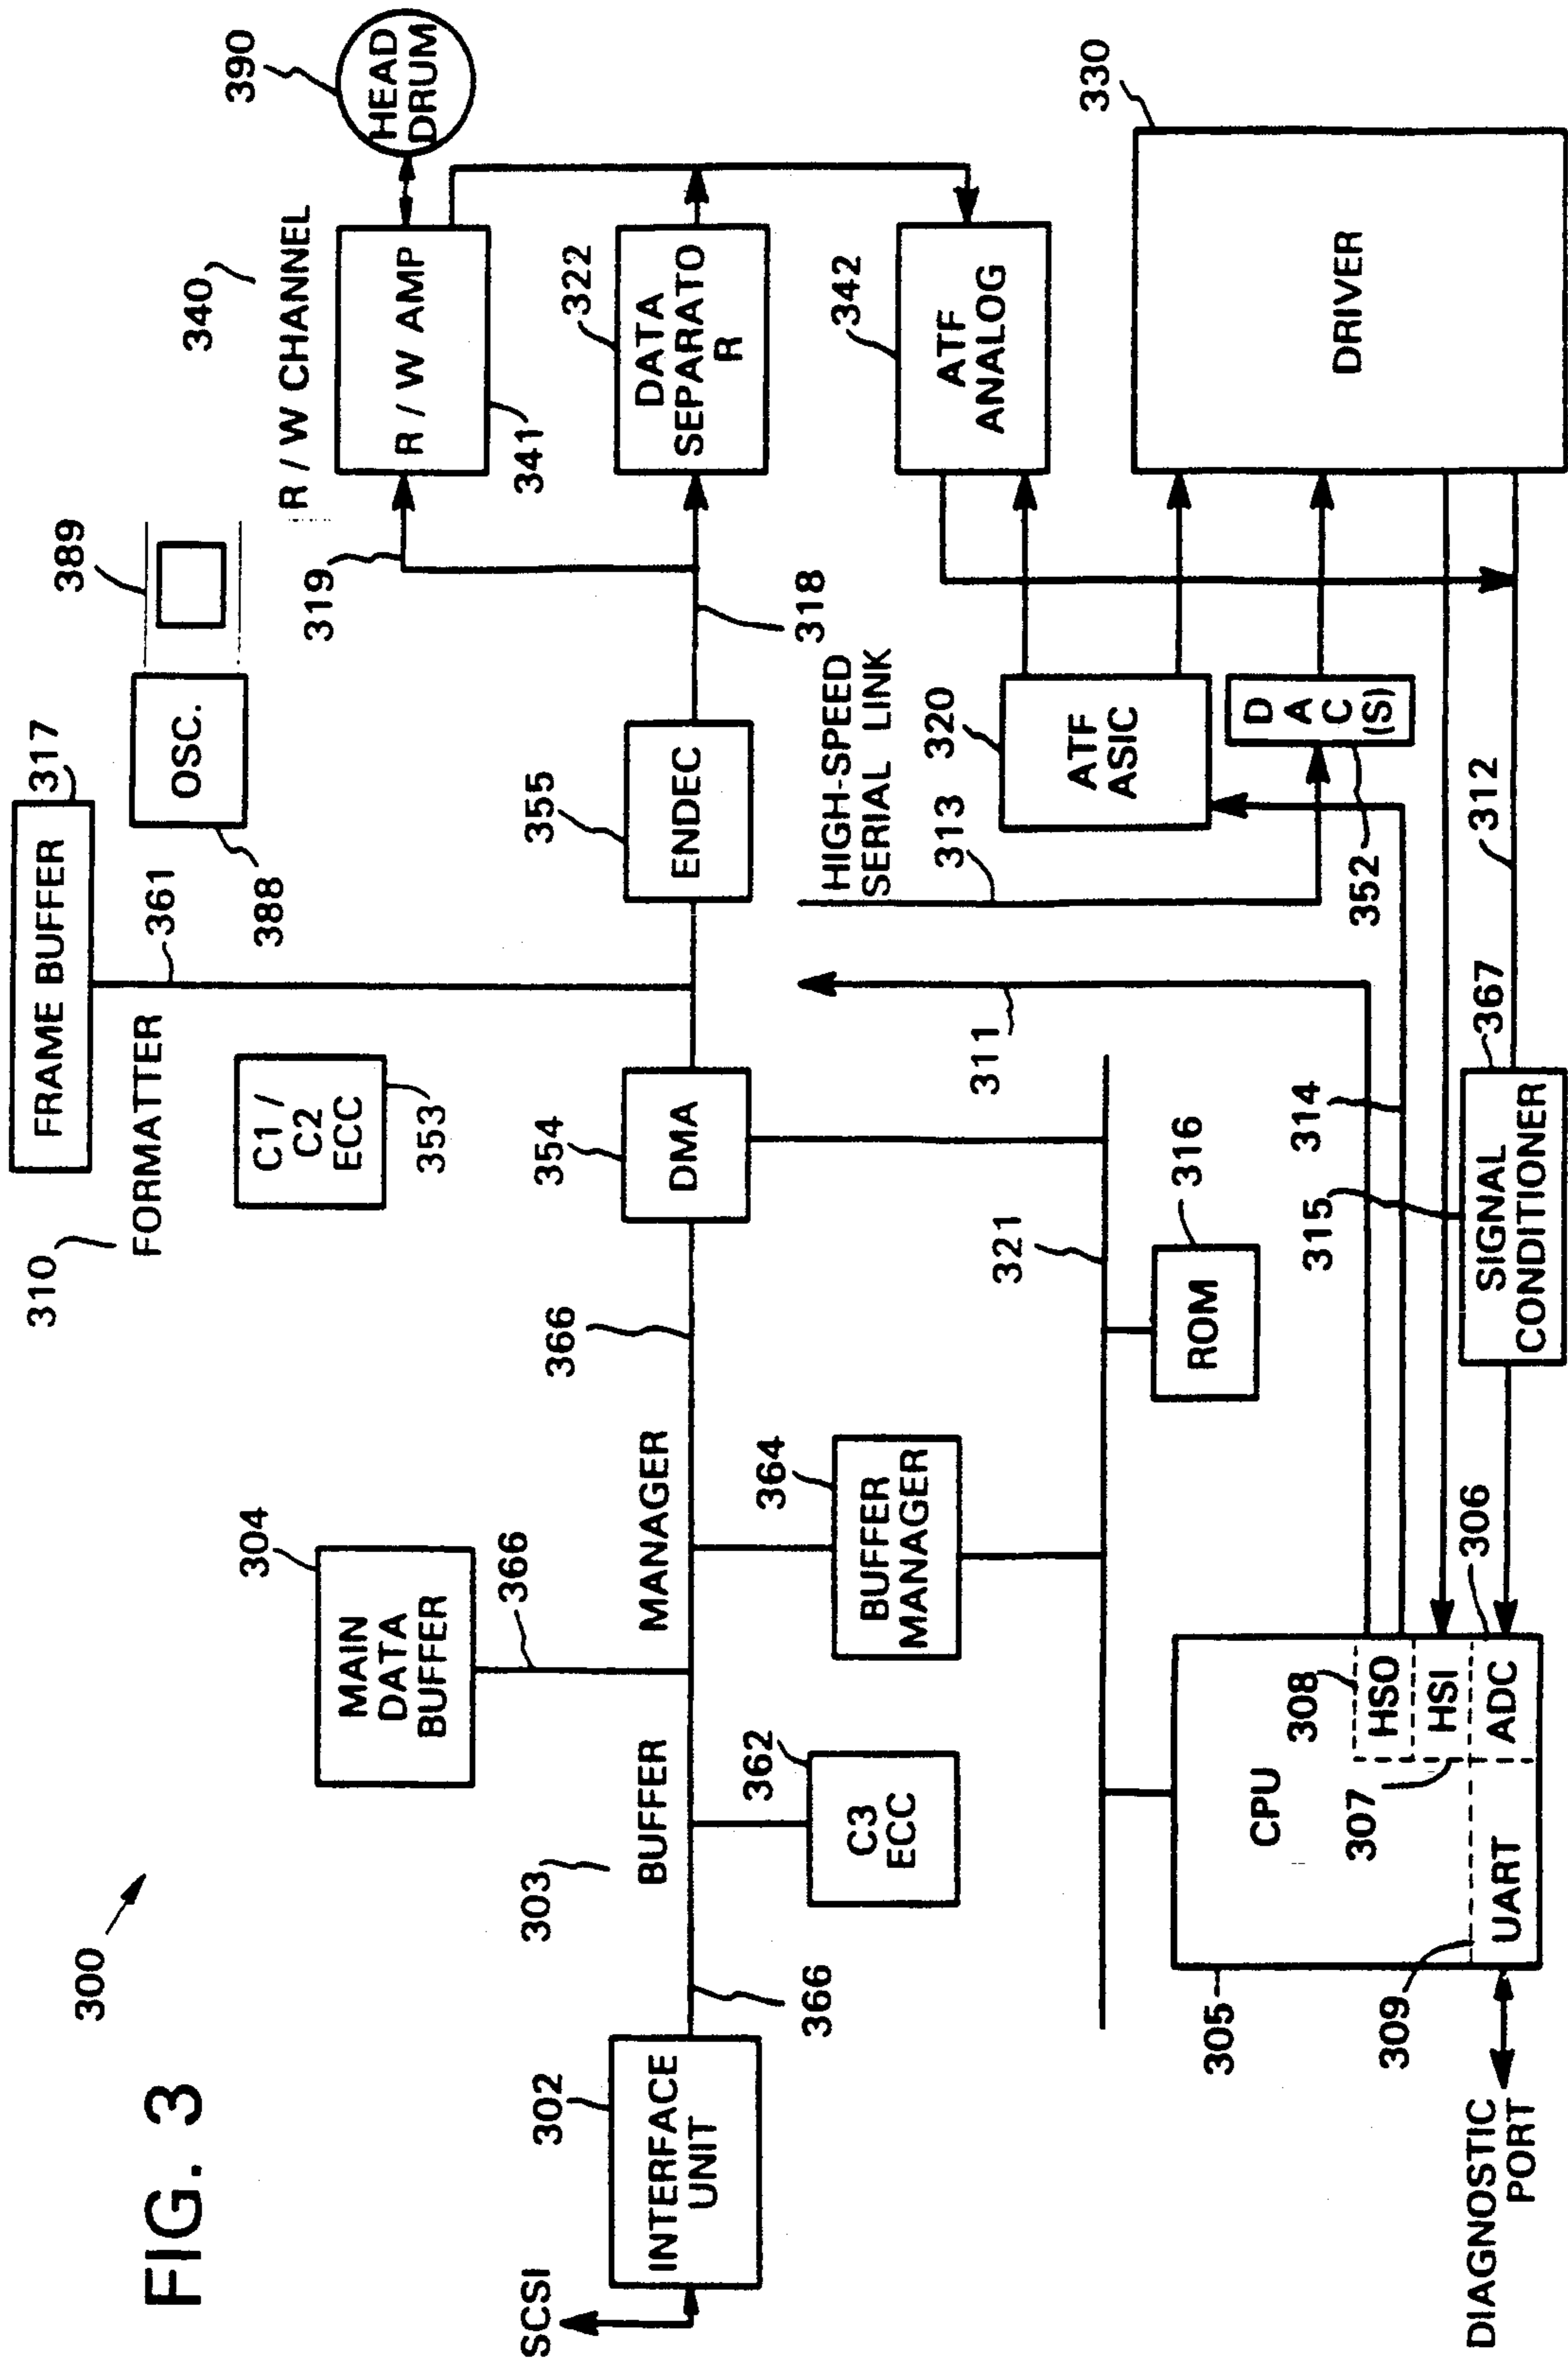 FIG. 3
300
SCSI
302
INTERFACE
UNIT
366
303
BUFFER
MANAGER
304
MAIN
DATA
BUFFER
366
362
C3
ECC
364
BUFFER
MANAGER
366
310
FORMATTER
FRAME BUFFER
317
361
C1 /
C2
ECC
353
354
DMA
355
ENDEC
OSC.
388
389
319
318
340
R / W CHANNEL
R / W AMP
341
390
HEAD
DRUM
322
DATA
SEPARATO
R
342
ATF
ANALOG
330
DRIVER
HIGH-SPEED
SERIAL LINK
313
320
ATF
ASIC
D
A
C
(S)
352
311
321
316
ROM
314
315
312
367
SIGNAL
CONDITIONER
305
CPU
308
HSO
HSI
307
306
ADC
309
UART
DIAGNOSTIC
PORT